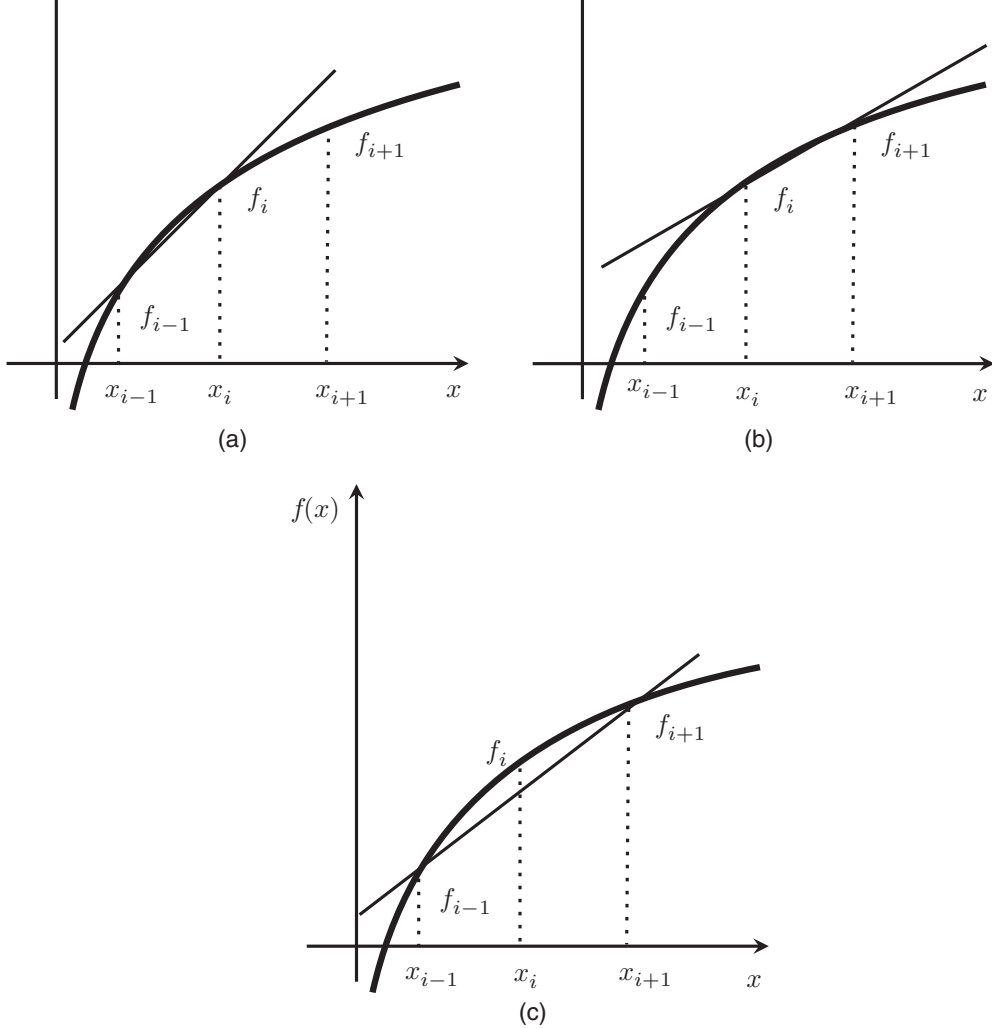 f_{i+1}
f_i
f_{i−1}
x_{i−1} x_i x_{i+1} x
(a)
f_{i+1}
f_i
f_{i−1}
x_{i−1} x_i x_{i+1} x
(b)
f(x)
f_{i+1}
f_i
f_{i−1}
x_{i−1} x_i x_{i+1} x
(c)